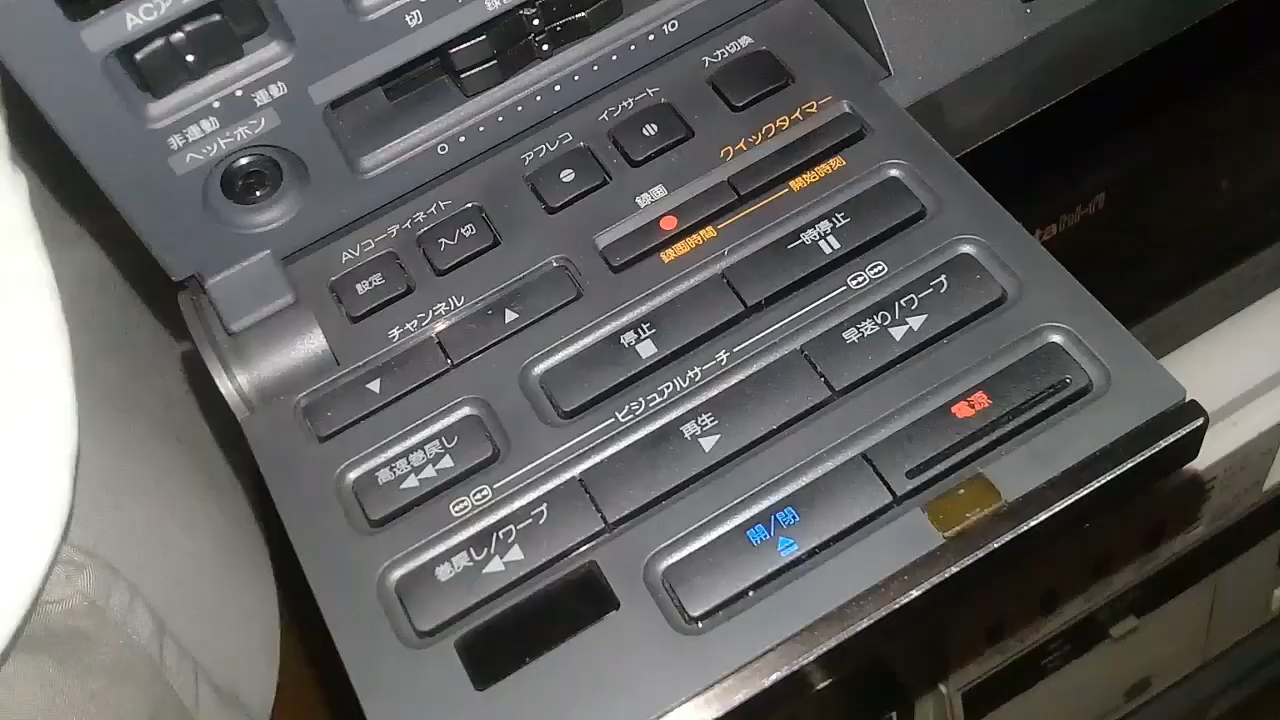 切
非連動 連動
ヘッドホン
0
10
入力切換
インサート
アフレコ
クイックタイマー
録画
録画時間
開始時刻
AVコーディネイト
設定
入/切
チャンネル
▼
▲
停止
一時停止
ビジュアルサーチ
高速巻戻し
再生
早送り/ワープ
巻戻し/ワープ
開/閉
電源